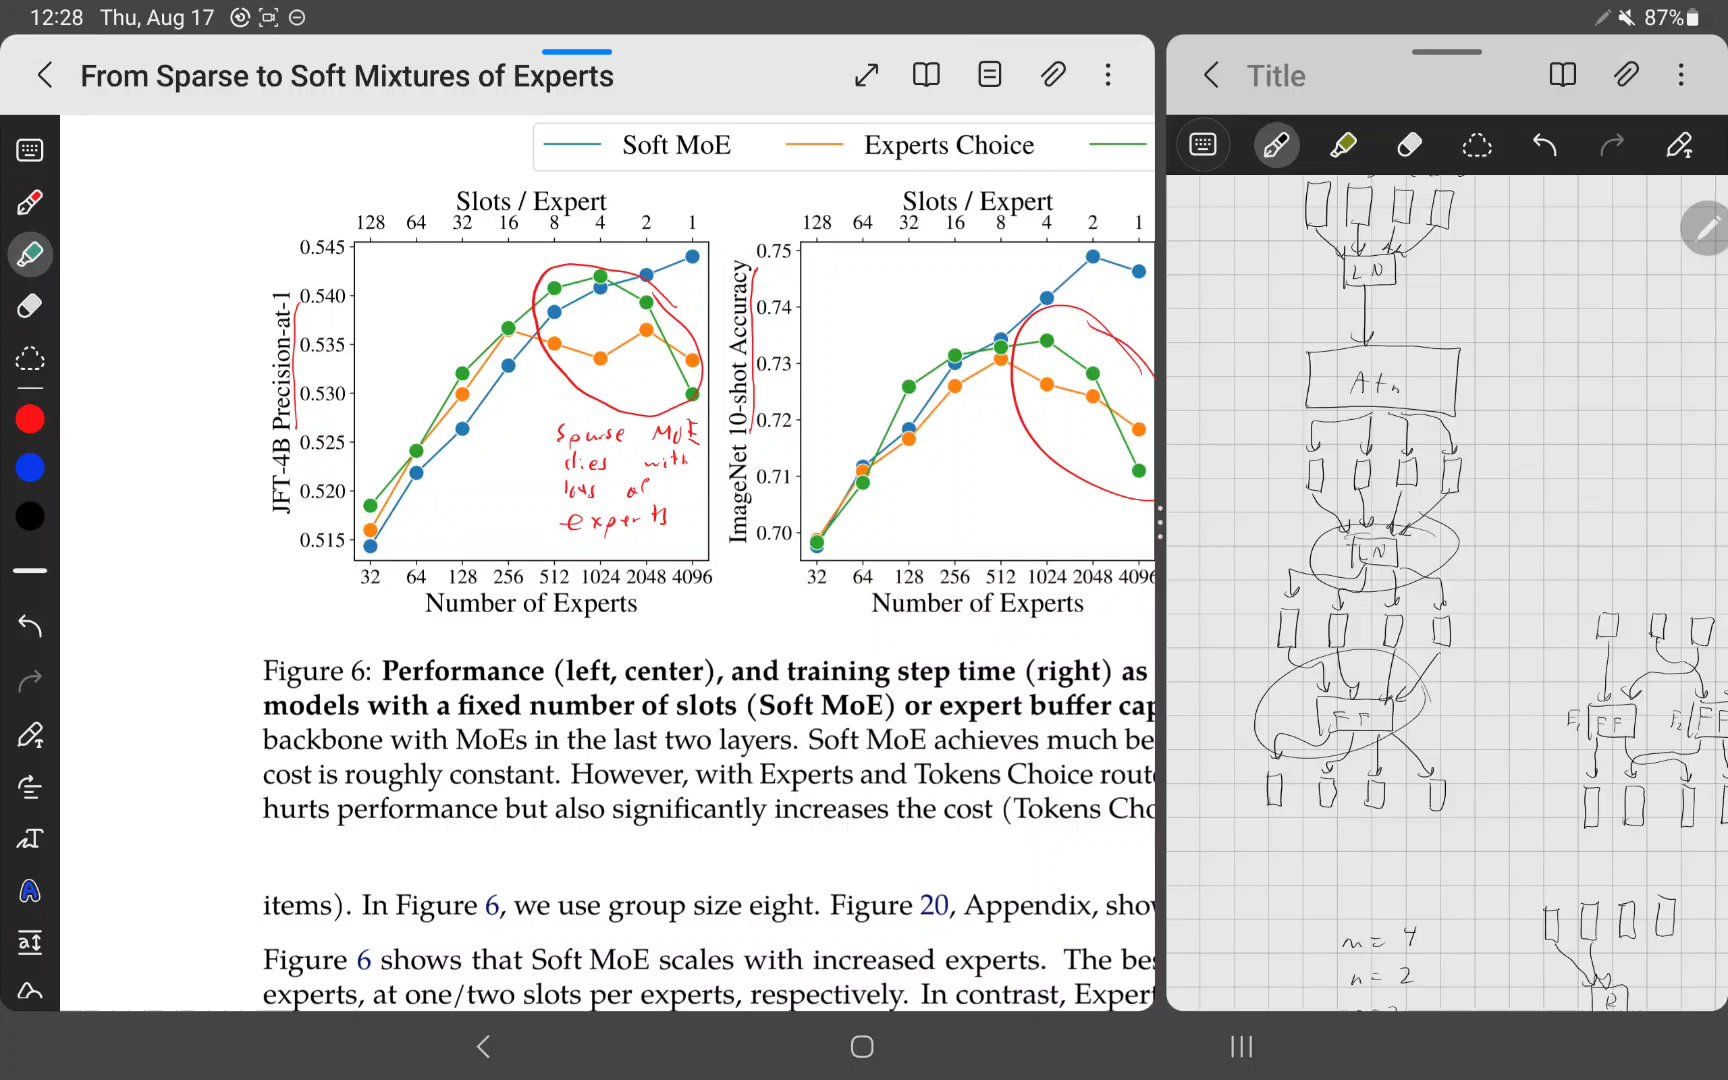 12:28 Thu, Aug 17
87%
From Sparse to Soft Mixtures of Experts
Title
Soft MoE
Experts Choice
Slots / Expert
128 64 32 16 8 4 2 1
JFT-4B Precision-at-1
0.545
0.540
0.535
0.530
0.525
0.520
0.515
32 64 128 256 512 1024 2048 4096
Number of Experts
Sparse MoE
dies with
lots of
experts
Slots / Expert
128 64 32 16 8 4 2 1
ImageNet 10-shot Accuracy
0.75
0.74
0.73
0.72
0.71
0.70
32 64 128 256 512 1024 2048 4096
Number of Experts
Figure 6: Performance (left, center), and training step time (right) as
models with a fixed number of slots (Soft MoE) or expert buffer cap
backbone with MoEs in the last two layers. Soft MoE achieves much be
cost is roughly constant. However, with Experts and Tokens Choice rout
hurts performance but also significantly increases the cost (Tokens Cho
items). In Figure 6, we use group size eight. Figure 20, Appendix, show
Figure 6 shows that Soft MoE scales with increased experts. The bes
experts, at one/two slots per experts, respectively. In contrast, Expert
LN
Atn
LN
FF
E1 FF E2 FF
m = 4
n = 2
R